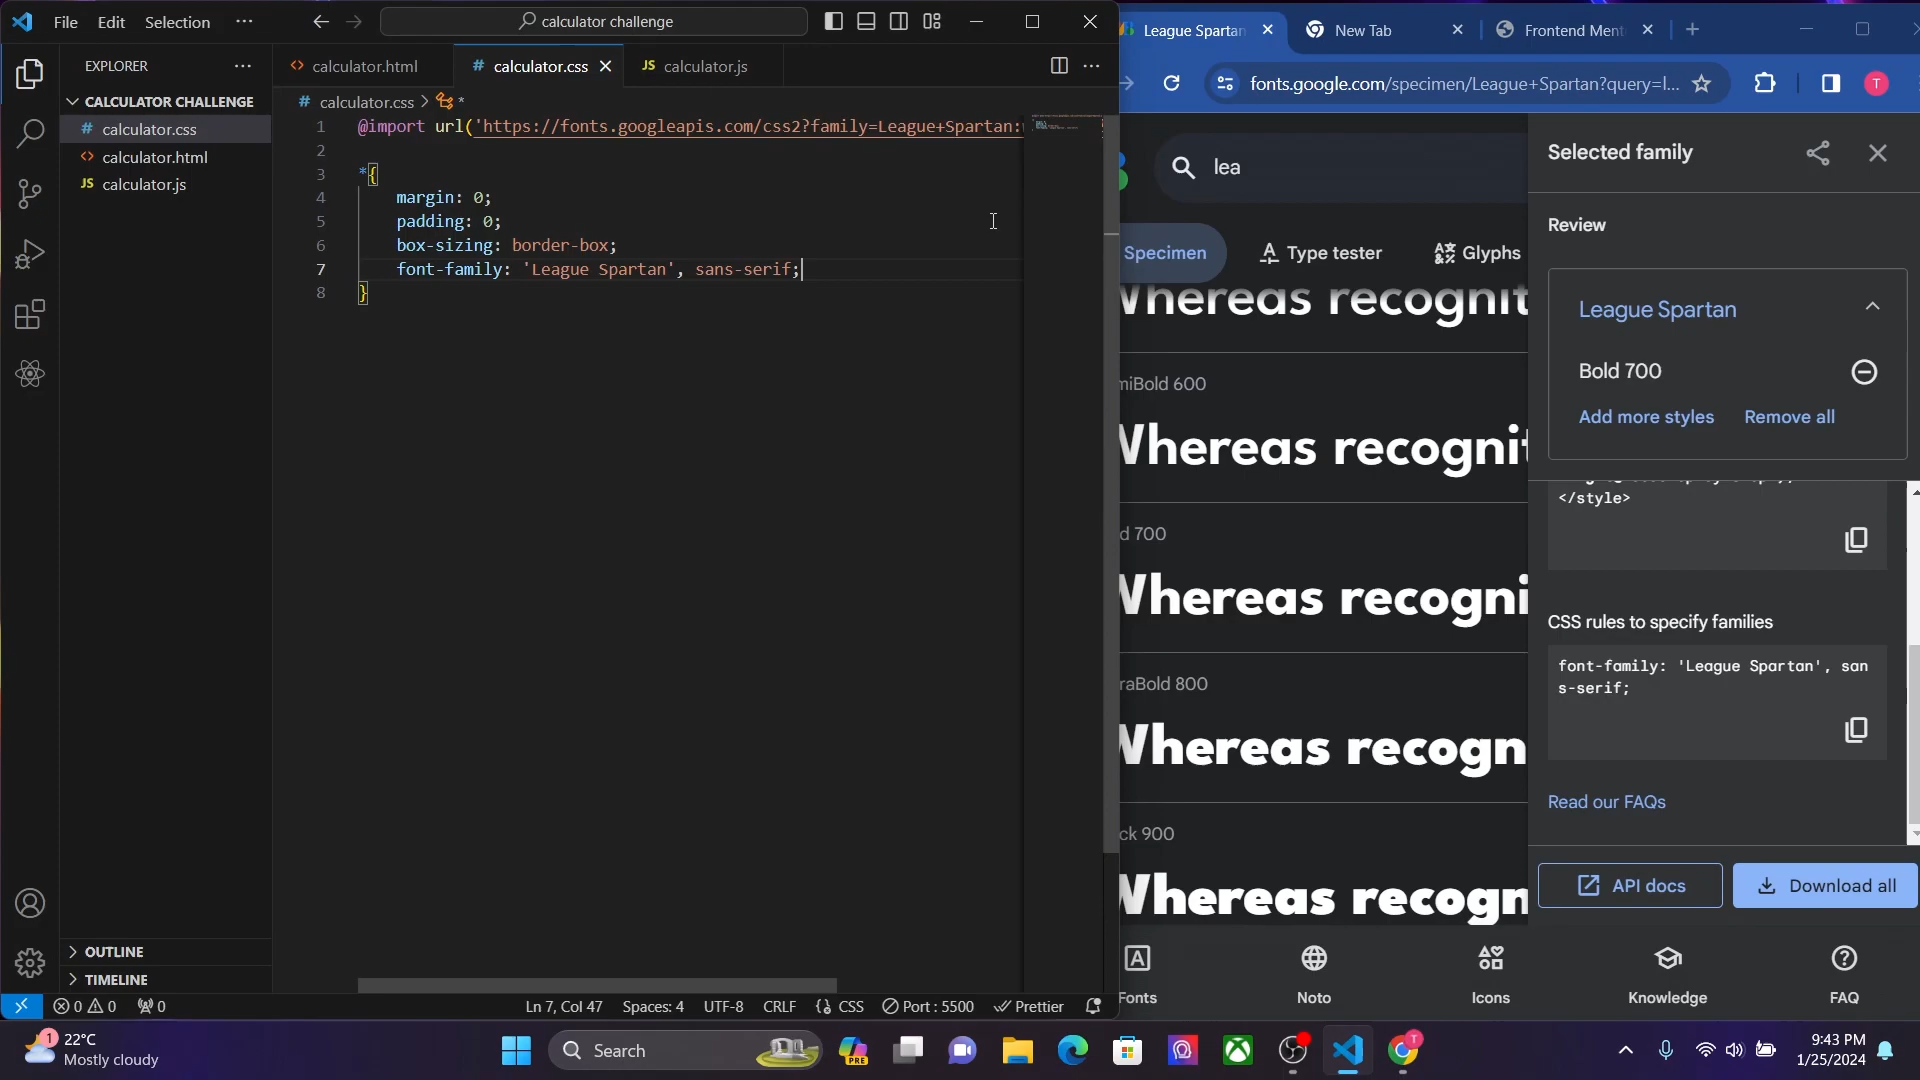 File
Edit
Selection
calculator challenge
EXPLORER
CALCULATOR CHALLENGE
# calculator.css
<> calculator.html
JS calculator.js
OUTLINE
TIMELINE
<> calculator.html
# calculator.css
JS calculator.js
# calculator.css > *
1 @import url('https://fonts.googleapis.com/css2?family=League+Spartan:
2
3 *{
4 margin: 0;
5 padding: 0;
6 box-sizing: border-box;
7 font-family: 'League Spartan', sans-serif;
8 }
0 0 0
Ln 7, Col 47
Spaces: 4
UTF-8
CRLF
{} CSS
Port : 5500
Prettier
League Spartan
New Tab
Frontend Ment
fonts.google.com/specimen/League+Spartan?query=l...
T
lea
Specimen
Type tester
Glyphs
Whereas recognit
miBold 600
Whereas recognit
d 700
Whereas recogni
raBold 800
Whereas recogn
ck 900
Whereas recogn
Selected family
Review
League Spartan
Bold 700
Add more styles
Remove all
</style>
CSS rules to specify families
font-family: 'League Spartan', san
s-serif;
Read our FAQs
API docs
Download all
Fonts
Noto
Icons
Knowledge
FAQ
1
22°C
Mostly cloudy
Search
PRE
T
9:43 PM
1/25/2024